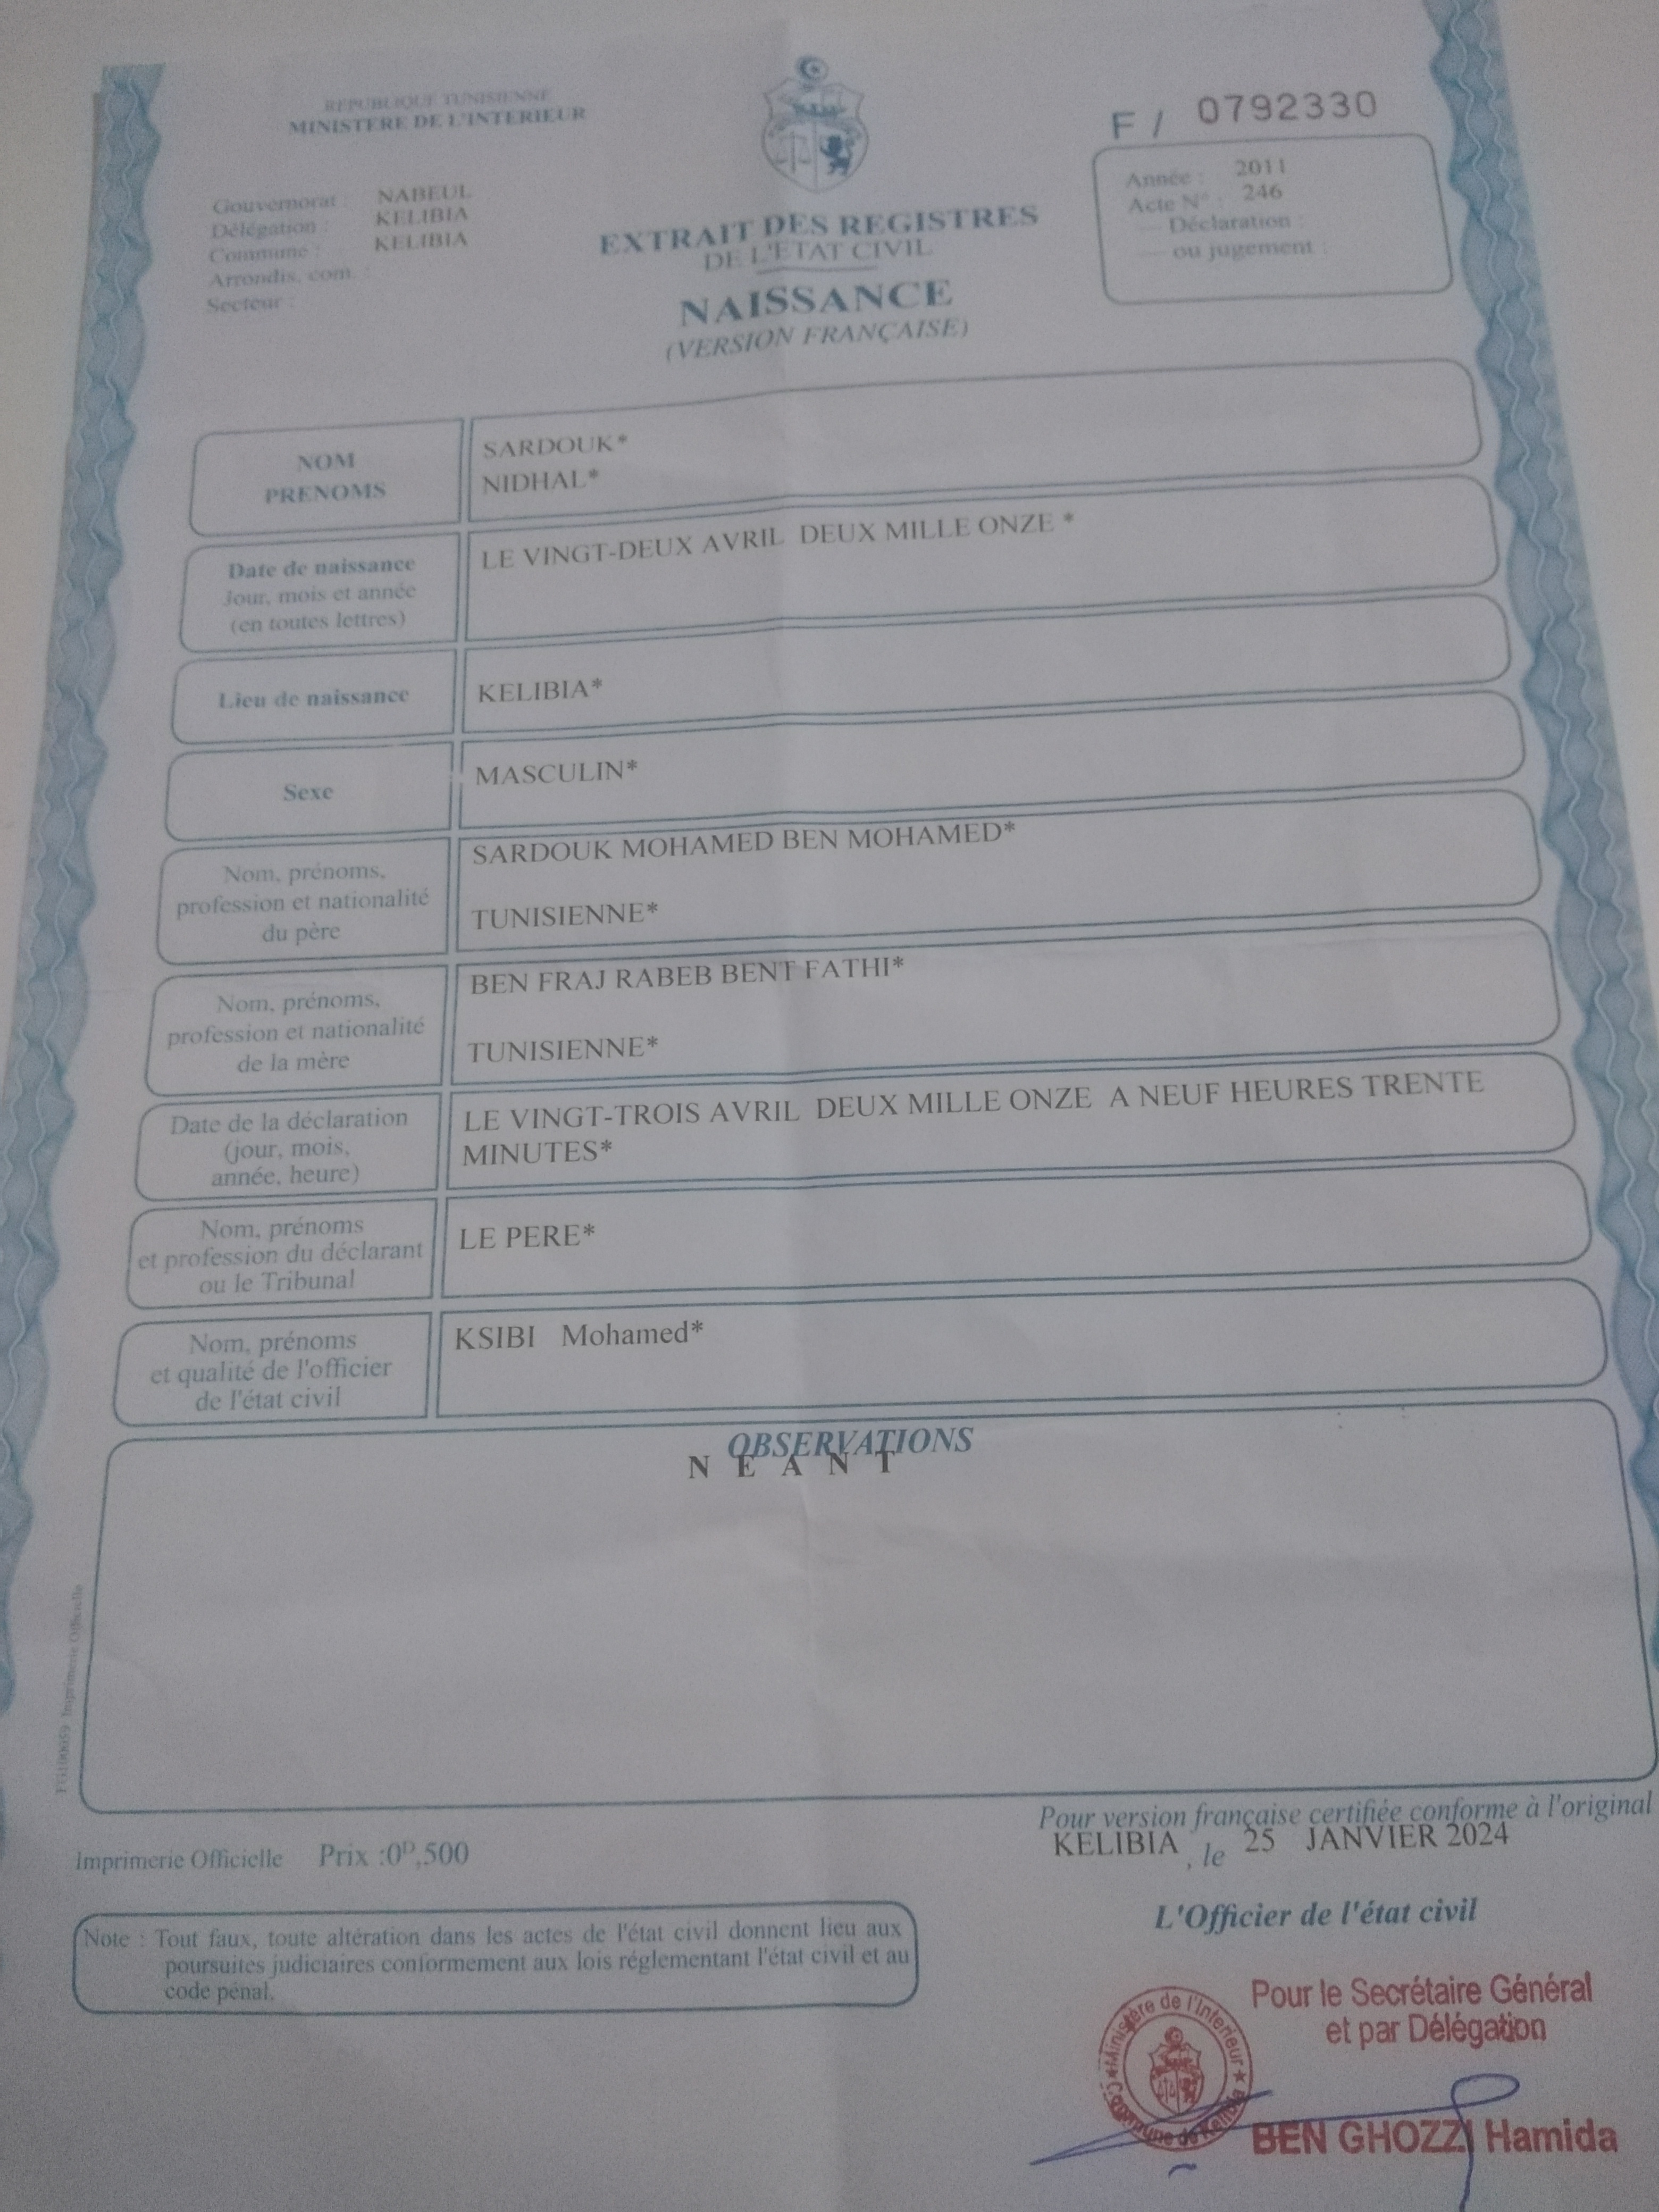 REPUBLIQUE TUNISIENNE
MINISTERE DE L'INTERIEUR
F / 0792330
Gouvernorat : NABEUL
Délégation : KELIBIA
Commune : KELIBIA
Arrondis, com. :
Secteur :
Année : 2011
Acte N° : 246
Déclaration :
ou jugement :
EXTRAIT DES REGISTRES
DE L'ETAT CIVIL
NAISSANCE
(VERSION FRANÇAISE)
NOM
PRENOMS
SARDOUK*
NIDHAL*
Date de naissance
Jour, mois et année
(en toutes lettres)
LE VINGT-DEUX AVRIL DEUX MILLE ONZE *
Lieu de naissance
KELIBIA*
Sexe
MASCULIN*
Nom, prénoms,
profession et nationalité
du père
SARDOUK MOHAMED BEN MOHAMED*
TUNISIENNE*
Nom, prénoms,
profession et nationalité
de la mère
BEN FRAJ RABEB BENT FATHI*
TUNISIENNE*
Date de la déclaration
(jour, mois,
année, heure)
LE VINGT-TROIS AVRIL DEUX MILLE ONZE A NEUF HEURES TRENTE
MINUTES*
Nom, prénoms
et profession du déclarant
ou le Tribunal
LE PERE*
Nom, prénoms
et qualité de l'officier
de l'état civil
KSIBI Mohamed*
OBSERVATIONS
N E A N T
Imprimerie Officielle
Pour version française certifiée conforme à l'original
KELIBIA , le 25 JANVIER 2024
Imprimerie Officielle Prix :0ᴰ,500
L'Officier de l'état civil
Note : Tout faux, toute altération dans les actes de l'état civil donnent lieu aux
poursuites judiciaires conformement aux lois réglementant l'état civil et au
code pénal.
Pour le Secrétaire Général
et par Délégation
Ministère de l'Interieur
Commune de Kelibia
BEN GHOZZI Hamida